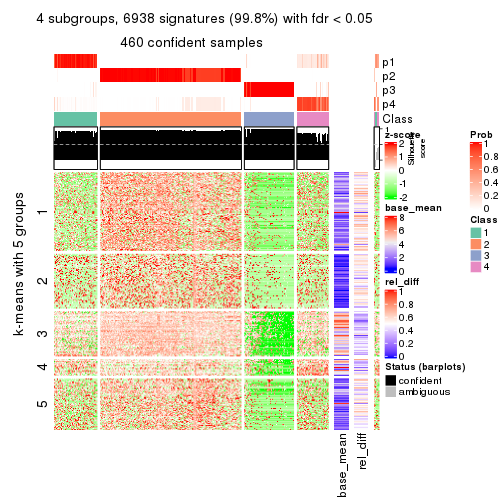 4 subgroups, 6938 signatures (99.8%) with fdr < 0.05
460 confident samples
p1
p2
p3
p4
Class
1
Silhouette
score
z-score
2
1
0
-1
-2
Prob
1
0.8
0.6
0.4
0.2
0
base_mean
8
6
4
2
0
Class
1
2
3
4
rel_diff
1
0.8
0.6
0.4
0.2
0
Status (barplots)
confident
ambiguous
k-means with 5 groups
1
2
3
4
5
base_mean
rel_diff